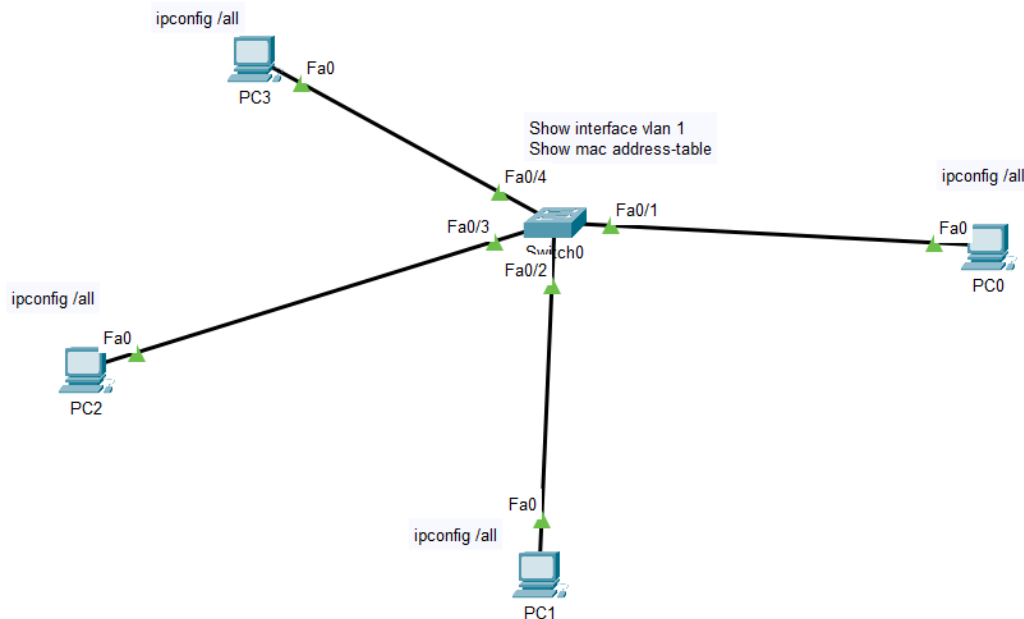 ipconfig /all
Fa0
PC3
Show interface vlan 1
Show mac address-table
Fa0/4
ipconfig /all
Fa0/1
Fa0/3
Fa0
Switch0
Fa0/2
PC0
ipconfig /all
Fa0
PC2
Fa0
ipconfig /all
PC1